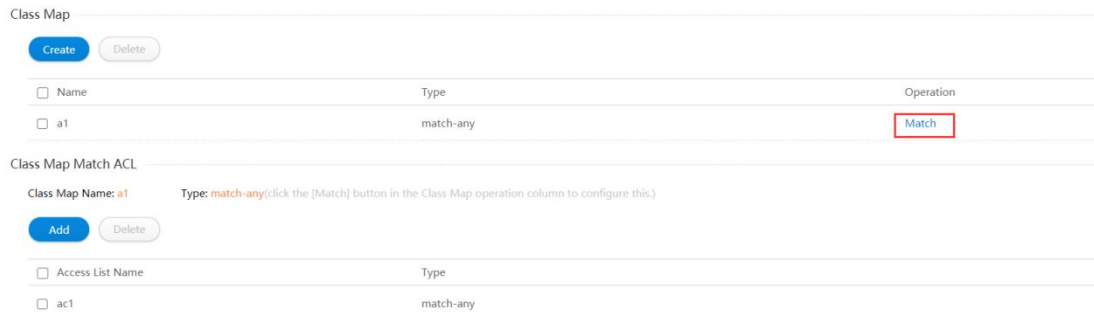 Class Map
Create Delete
Name Type Operation
a1 match-any Match
Class Map Match ACL
Class Map Name: a1 Type: match-any(click the [Match] button in the Class Map operation column to configure this.)
Add Delete
Access List Name Type
ac1 match-any